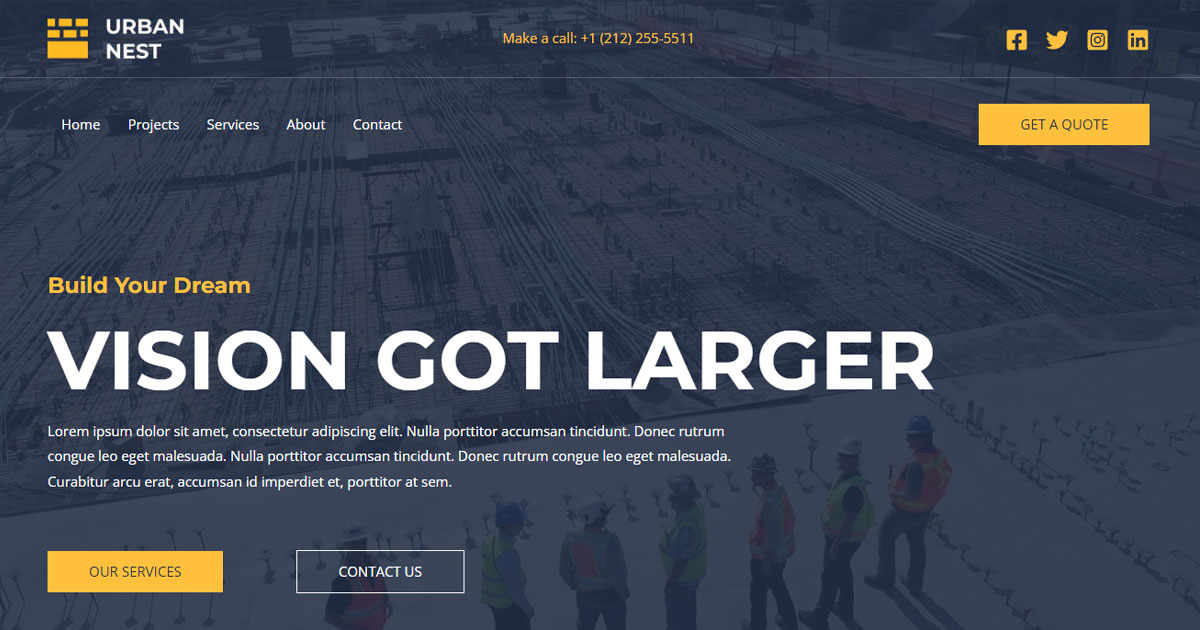 URBAN
NEST
Make a call: +1 (212) 255-5511
Home Projects Services About Contact
GET A QUOTE
Build Your Dream
VISION GOT LARGER
Lorem ipsum dolor sit amet, consectetur adipiscing elit. Nulla porttitor accumsan tincidunt. Donec rutrum
congue leo eget malesuada. Nulla porttitor accumsan tincidunt. Donec rutrum congue leo eget malesuada.
Curabitur arcu erat, accumsan id imperdiet et, porttitor at sem.
OUR SERVICES
CONTACT US